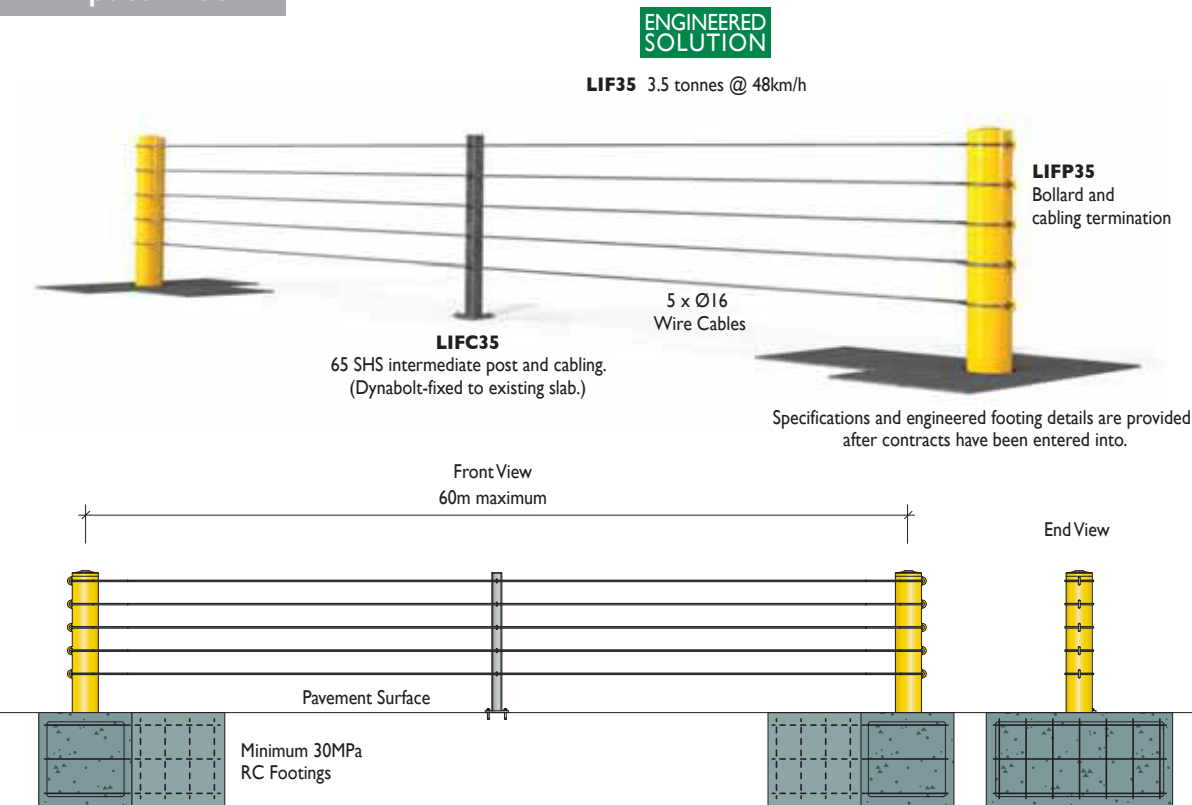 ENGINEERED
SOLUTION
LIF35 3.5 tonnes @ 48km/h
LIFP35
Bollard and
cabling termination
5 x Ø16
Wire Cables
LIFC35
65 SHS intermediate post and cabling.
(Dynabolt-fixed to existing slab.)
Specifications and engineered footing details are provided
after contracts have been entered into.
Front View
60m maximum
End View
Pavement Surface
Minimum 30MPa
RC Footings